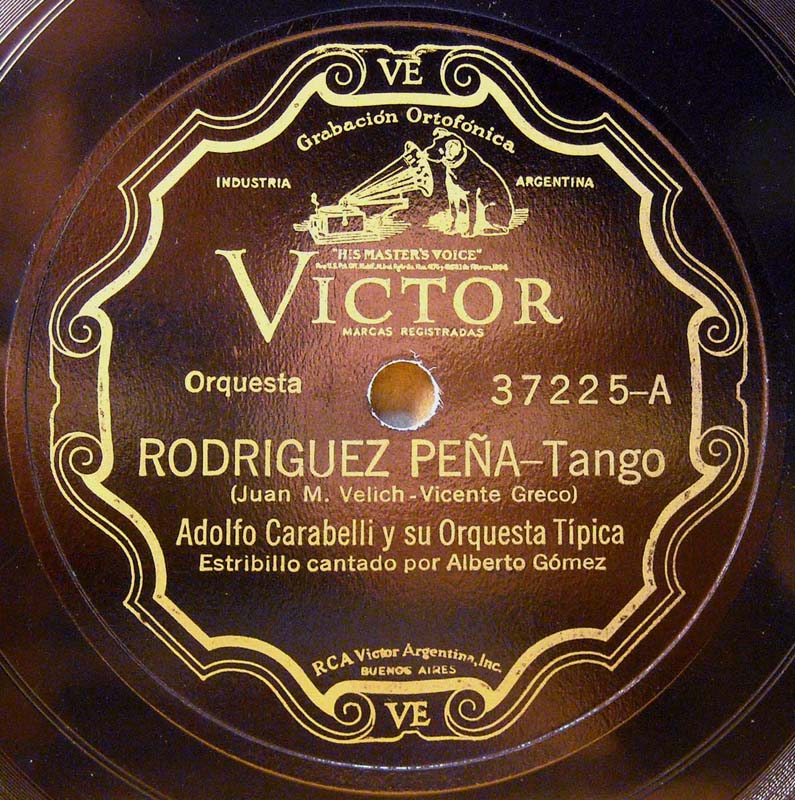 VE
Grabación Ortofónica
INDUSTRIA ARGENTINA
"HIS MASTER'S VOICE"
VICTOR
MARCAS REGISTRADAS
Orquesta 37225-A
RODRIGUEZ PEÑA-Tango
(Juan M. Velich - Vicente Greco)
Adolfo Carabelli y su Orquesta Típica
Estribillo cantado por Alberto Gómez
RCA Victor Argentina, Inc.
BUENOS AIRES
VE